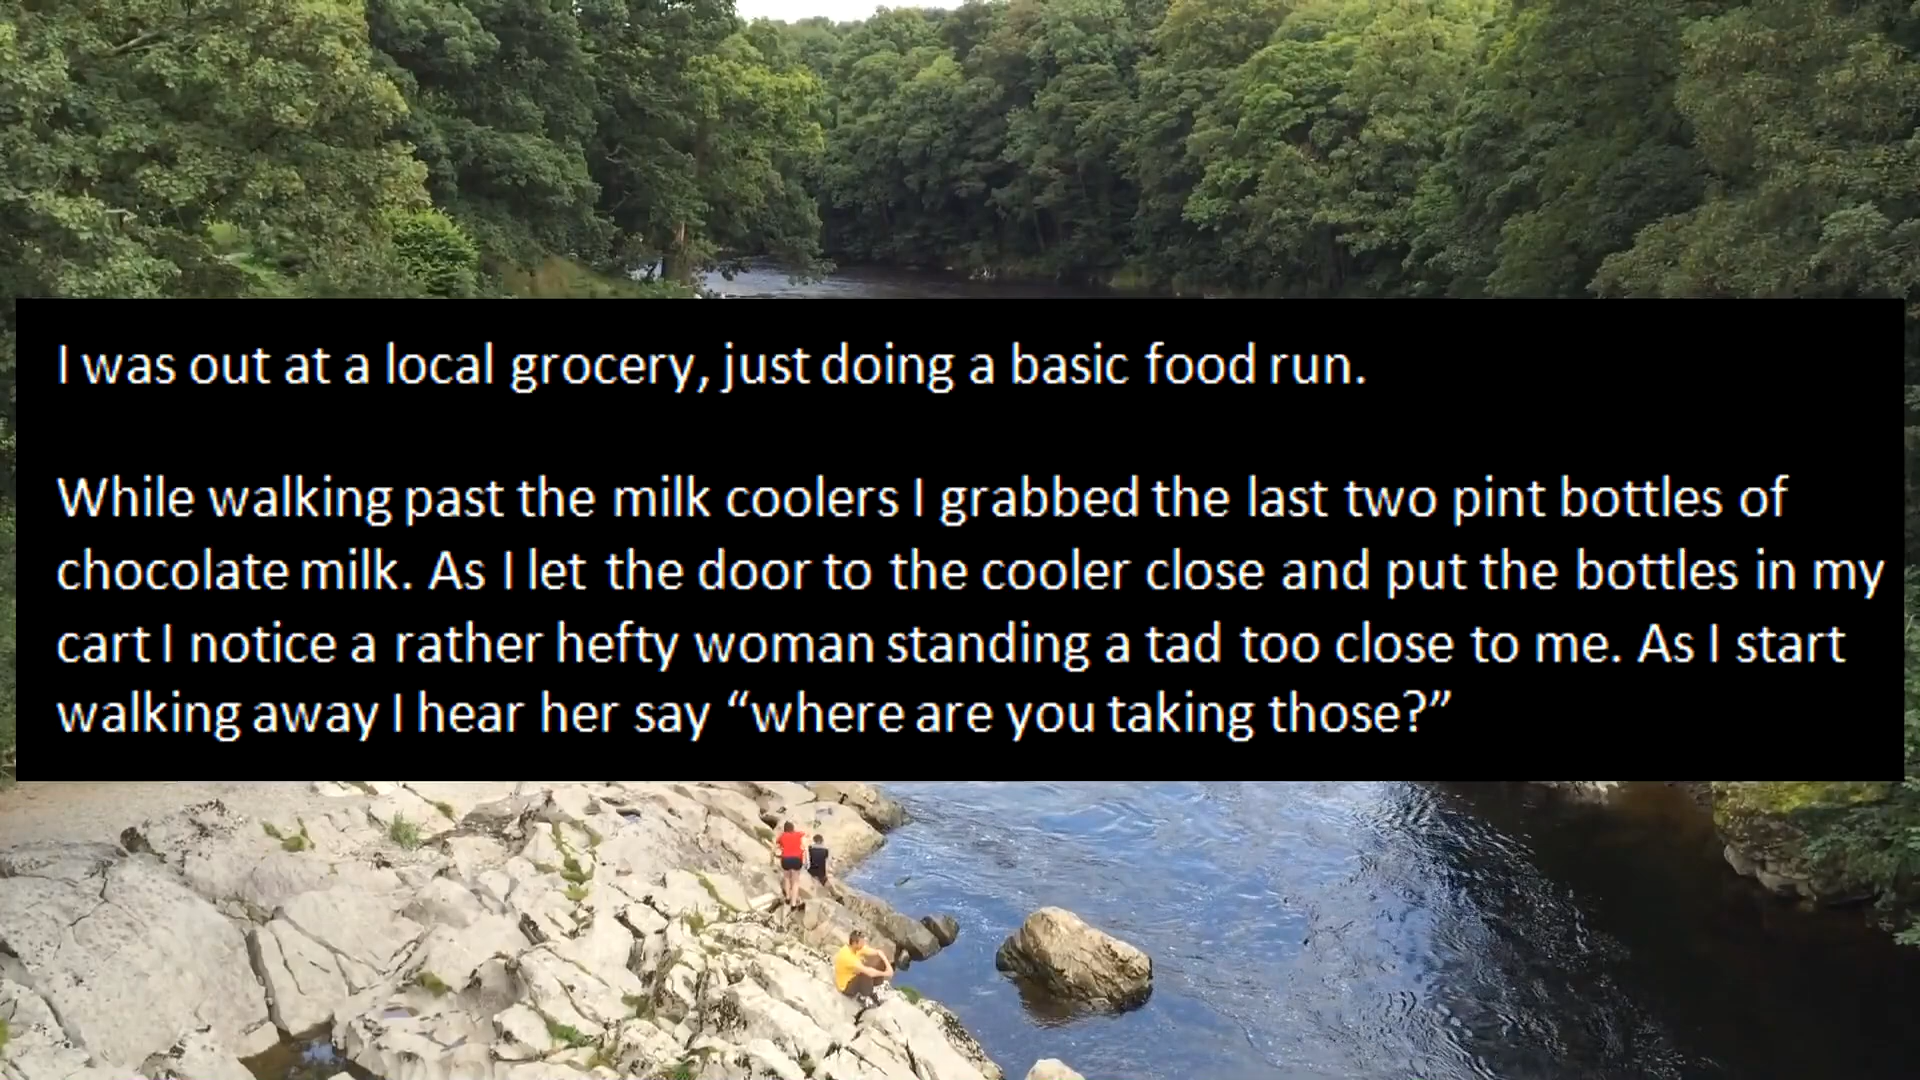 I was out at a local grocery, just doing a basic food run.
While walking past the milk coolers I grabbed the last two pint bottles of
chocolate milk. As I let the door to the cooler close and put the bottles in my
cart I notice a rather hefty woman standing a tad too close to me. As I start
walking away I hear her say “where are you taking those?”